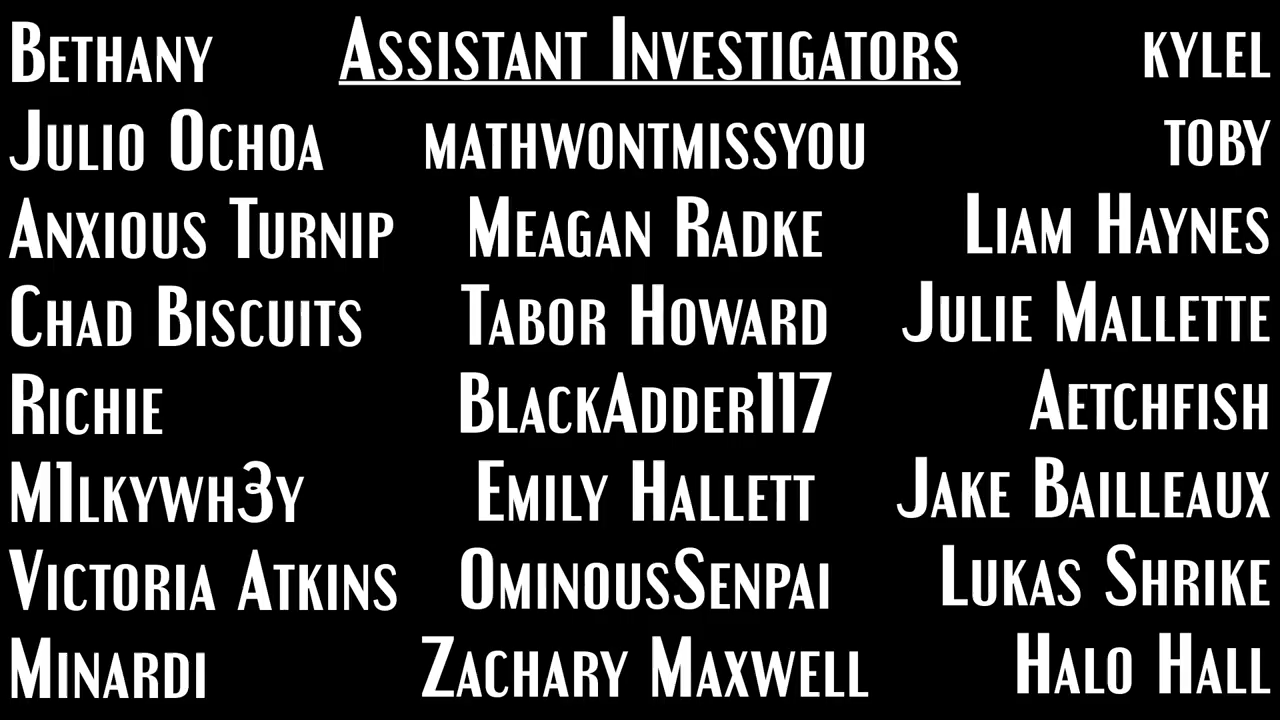 Assistant Investigators
Bethany
Julio Ochoa
Anxious Turnip
Chad Biscuits
Richie
M1lkywh3y
Victoria Atkins
Minardi
mathwontmissyou
Meagan Radke
Tabor Howard
BlackAdder117
Emily Hallett
OminousSenpai
Zachary Maxwell
kylel
toby
Liam Haynes
Julie Mallette
Aetchfish
Jake Bailleaux
Lukas Shrike
Halo Hall